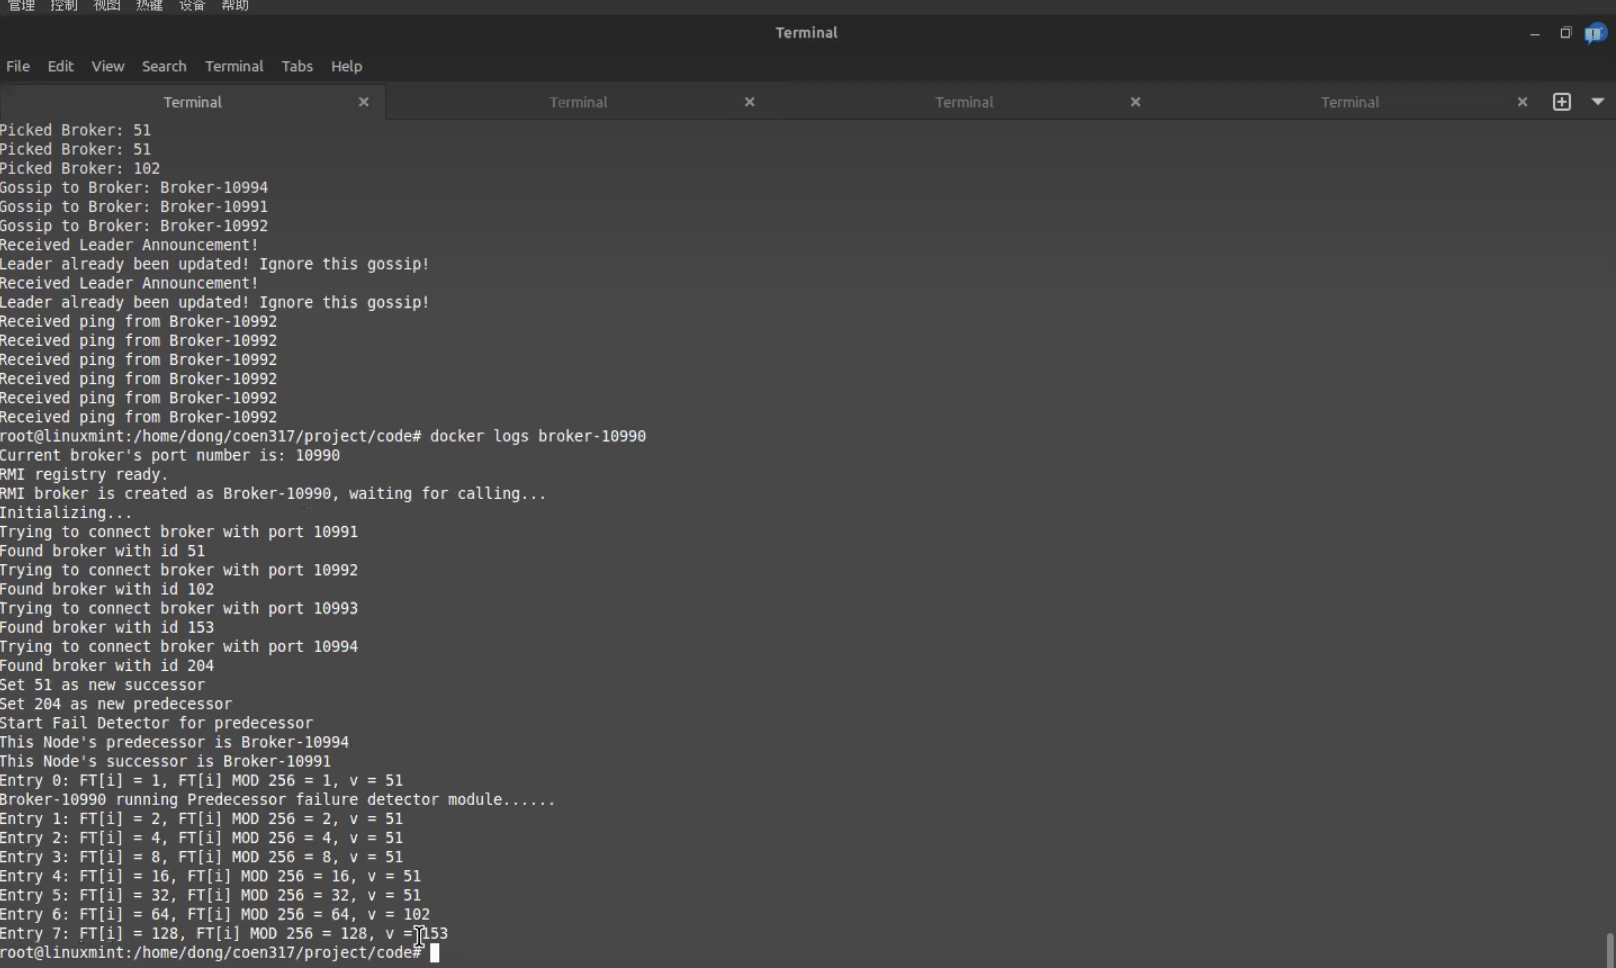 管理 控制 视图 热键 设备 帮助
Terminal
File Edit View Search Terminal Tabs Help
Terminal Terminal Terminal Terminal
Picked Broker: 51
Picked Broker: 51
Picked Broker: 102
Gossip to Broker: Broker-10994
Gossip to Broker: Broker-10991
Gossip to Broker: Broker-10992
Received Leader Announcement!
Leader already been updated! Ignore this gossip!
Received Leader Announcement!
Leader already been updated! Ignore this gossip!
Received ping from Broker-10992
Received ping from Broker-10992
Received ping from Broker-10992
Received ping from Broker-10992
Received ping from Broker-10992
Received ping from Broker-10992
root@linuxmint:/home/dong/coen317/project/code# docker logs broker-10990
Current broker's port number is: 10990
RMI registry ready.
RMI broker is created as Broker-10990, waiting for calling...
Initializing...
Trying to connect broker with port 10991
Found broker with id 51
Trying to connect broker with port 10992
Found broker with id 102
Trying to connect broker with port 10993
Found broker with id 153
Trying to connect broker with port 10994
Found broker with id 204
Set 51 as new successor
Set 204 as new predecessor
Start Fail Detector for predecessor
This Node's predecessor is Broker-10994
This Node's successor is Broker-10991
Entry 0: FT[i] = 1, FT[i] MOD 256 = 1, v = 51
Broker-10990 running Predecessor failure detector module......
Entry 1: FT[i] = 2, FT[i] MOD 256 = 2, v = 51
Entry 2: FT[i] = 4, FT[i] MOD 256 = 4, v = 51
Entry 3: FT[i] = 8, FT[i] MOD 256 = 8, v = 51
Entry 4: FT[i] = 16, FT[i] MOD 256 = 16, v = 51
Entry 5: FT[i] = 32, FT[i] MOD 256 = 32, v = 51
Entry 6: FT[i] = 64, FT[i] MOD 256 = 64, v = 102
Entry 7: FT[i] = 128, FT[i] MOD 256 = 128, v = 153
root@linuxmint:/home/dong/coen317/project/code#